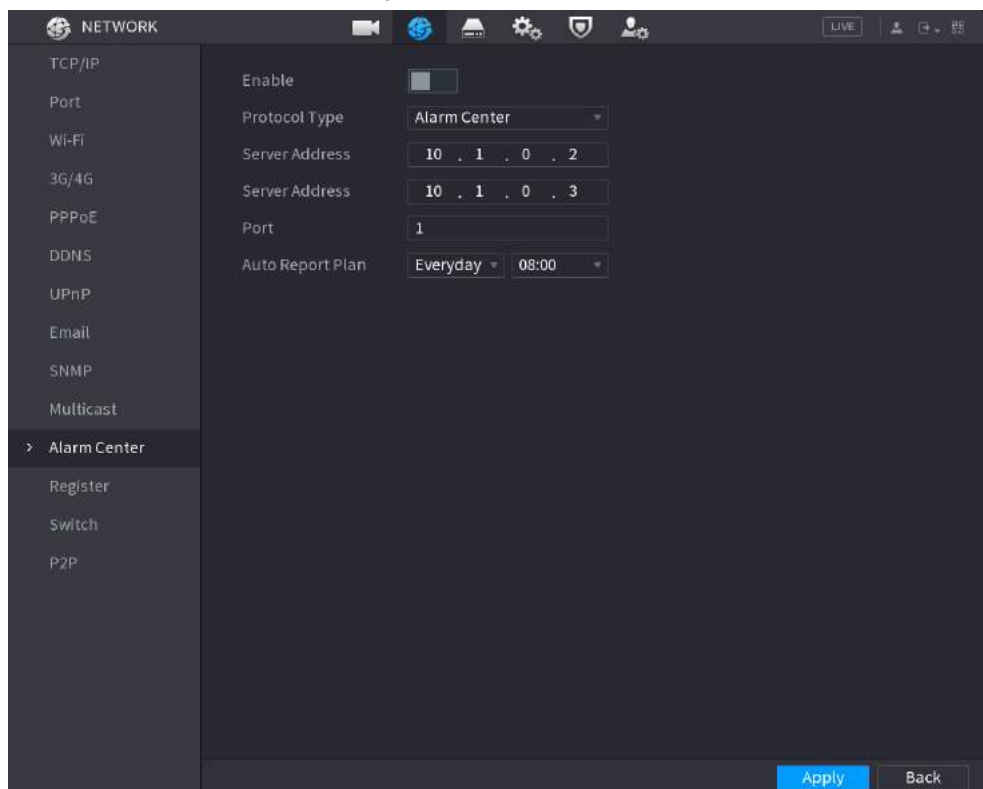 NETWORK
LIVE
TCP/IP
Port
Wi-Fi
3G/4G
PPPoE
DDNS
UPnP
Email
SNMP
Multicast
Alarm Center
Register
Switch
P2P
Enable
Protocol Type Alarm Center
Server Address 10 . 1 . 0 . 2
Server Address 10 . 1 . 0 . 3
Port 1
Auto Report Plan Everyday 08:00
Apply Back